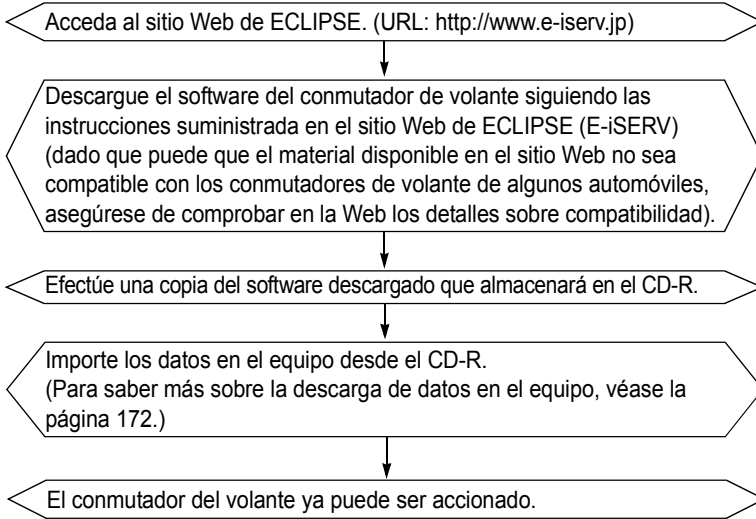 Acceda al sitio Web de ECLIPSE. (URL: http://www.e-iserv.jp)
Descargue el software del conmutador de volante siguiendo las
instrucciones suministrada en el sitio Web de ECLIPSE (E-iSERV)
(dado que puede que el material disponible en el sitio Web no sea
compatible con los conmutadores de volante de algunos automóviles,
asegúrese de comprobar en la Web los detalles sobre compatibilidad).
Efectúe una copia del software descargado que almacenará en el CD-R.
Importe los datos en el equipo desde el CD-R.
(Para saber más sobre la descarga de datos en el equipo, véase la
página 172.)
El conmutador del volante ya puede ser accionado.